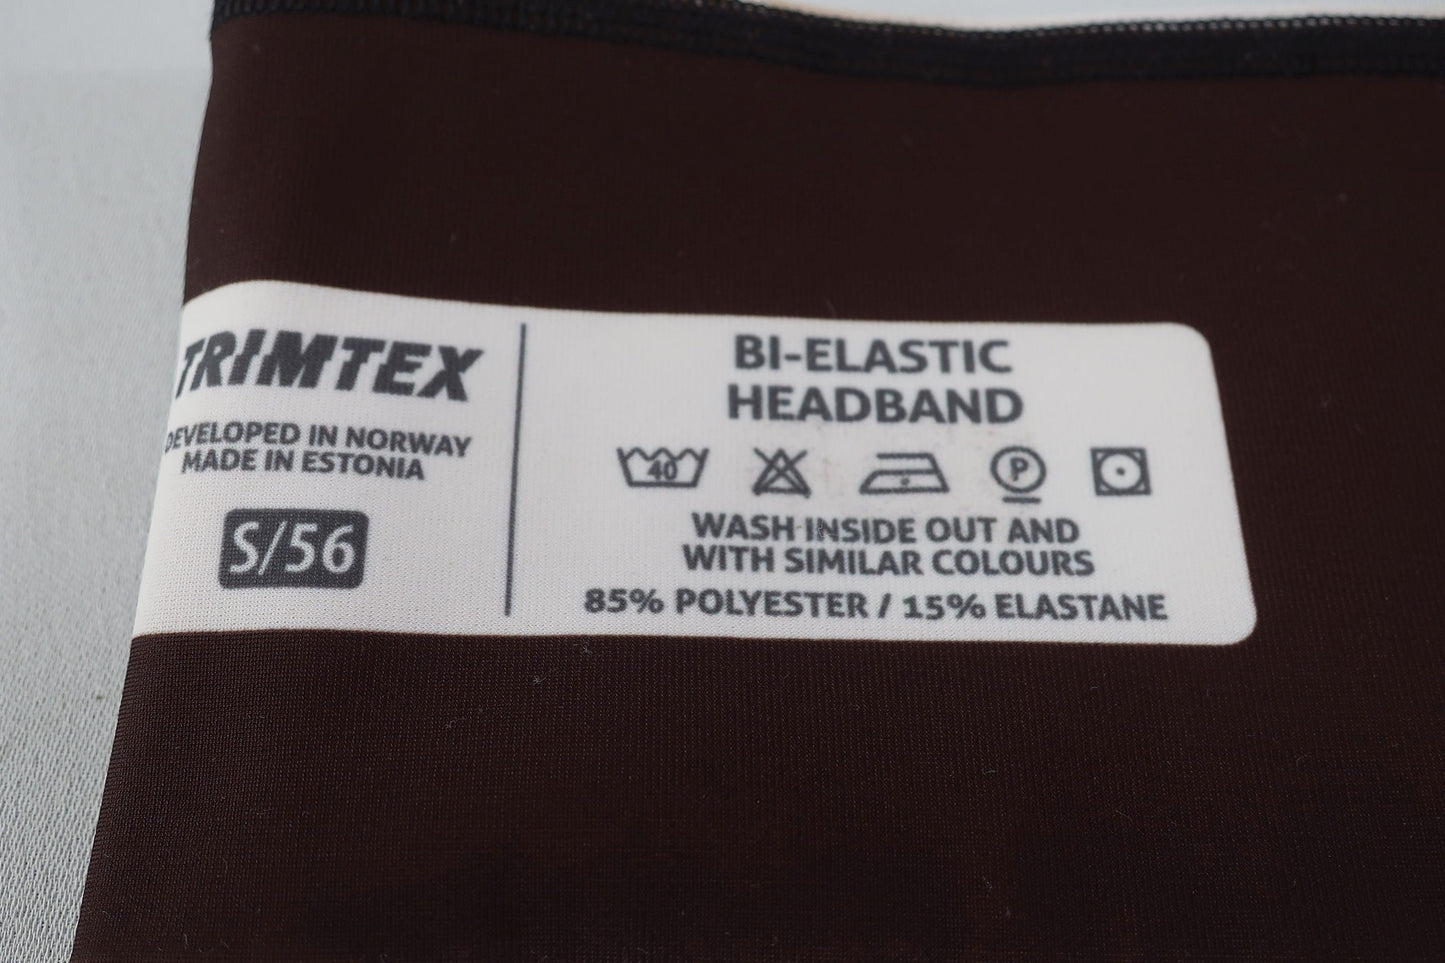 TRIMTEX
DEVELOPED IN NORWAY
MADE IN ESTONIA
S/56
BI-ELASTIC
HEADBAND
40
P
WASH INSIDE OUT AND
WITH SIMILAR COLOURS
85% POLYESTER / 15% ELASTANE